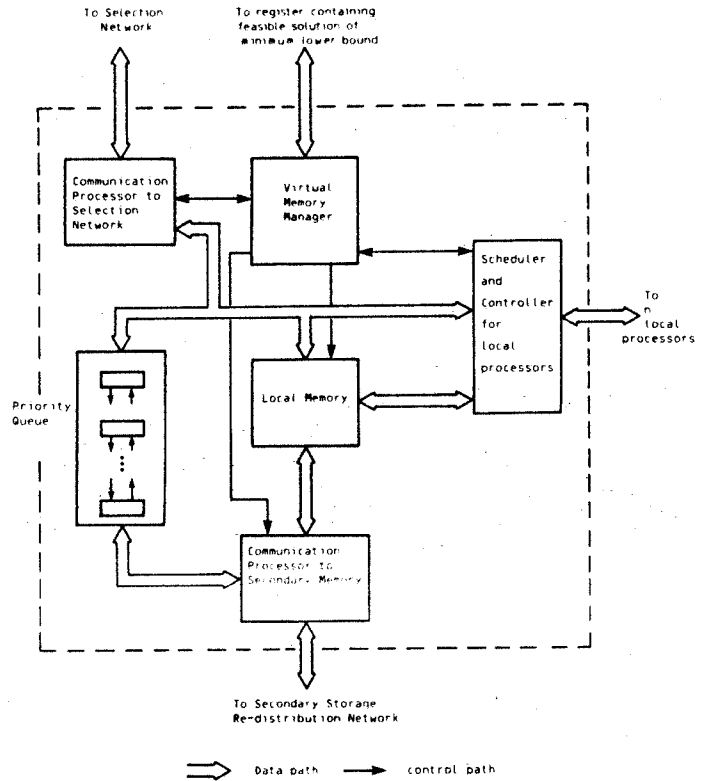 To Selection
Network
To register containing
feasible solution of
minimum lower bound
Communication
Processor to
Selection
Network
Virtual
Memory
Manager
Scheduler
and
Controller
for
local
processors
To
n
local
processors
Priority
Queue
Local Memory
Communication
Processor to
Secondary Memory
To Secondary Storage
Re-distribution Network
Data path
control path